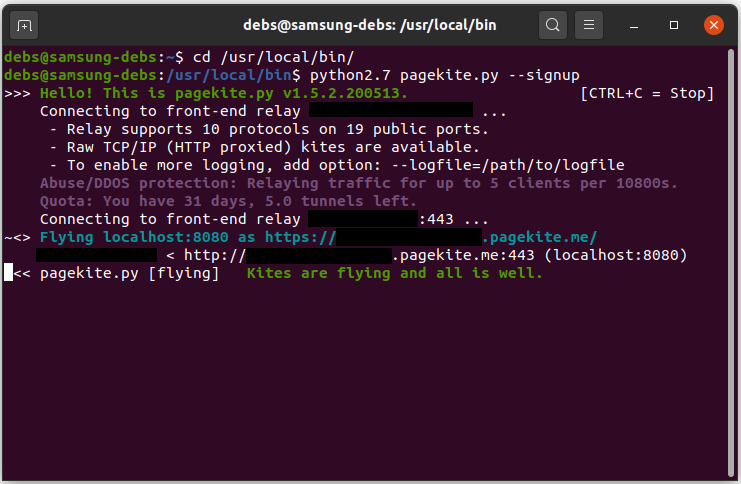 debs@samsung-debs: /usr/local/bin
debs@samsung-debs:~$ cd /usr/local/bin/
debs@samsung-debs:/usr/local/bin$ python2.7 pagekite.py --signup
>>> Hello! This is pagekite.py v1.5.2.200513. [CTRL+C = Stop]
Connecting to front-end relay ...
- Relay supports 10 protocols on 19 public ports.
- Raw TCP/IP (HTTP proxied) kites are available.
- To enable more logging, add option: --logfile=/path/to/logfile
Abuse/DDOS protection: Relaying traffic for up to 5 clients per 10800s.
Quota: You have 31 days, 5.0 tunnels left.
Connecting to front-end relay :443 ...
~<> Flying localhost:8080 as https:// .pagekite.me/
< http:// .pagekite.me:443 (localhost:8080)
<< pagekite.py [flying] Kites are flying and all is well.